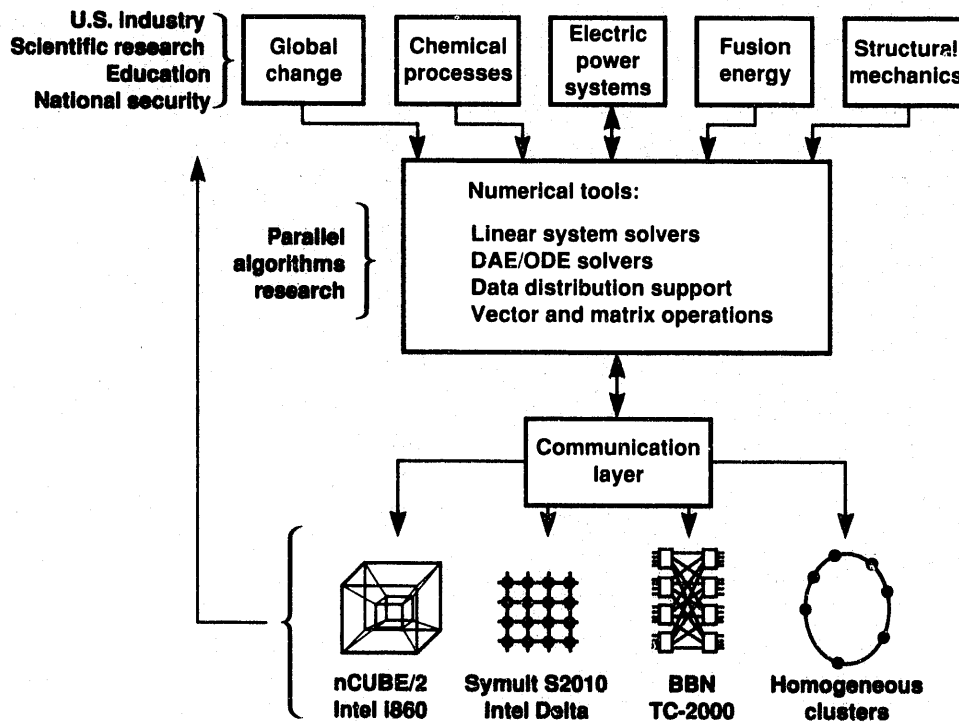 U.S. industry
Scientific research
Education
National security
Global
change
Chemical
processes
Electric
power
systems
Fusion
energy
Structural
mechanics
Numerical tools:
Linear system solvers
DAE/ODE solvers
Data distribution support
Vector and matrix operations
Parallel
algorithms
research
Communication
layer
nCUBE/2
Intel i860
Symult S2010
Intel Delta
BBN
TC-2000
Homogeneous
clusters